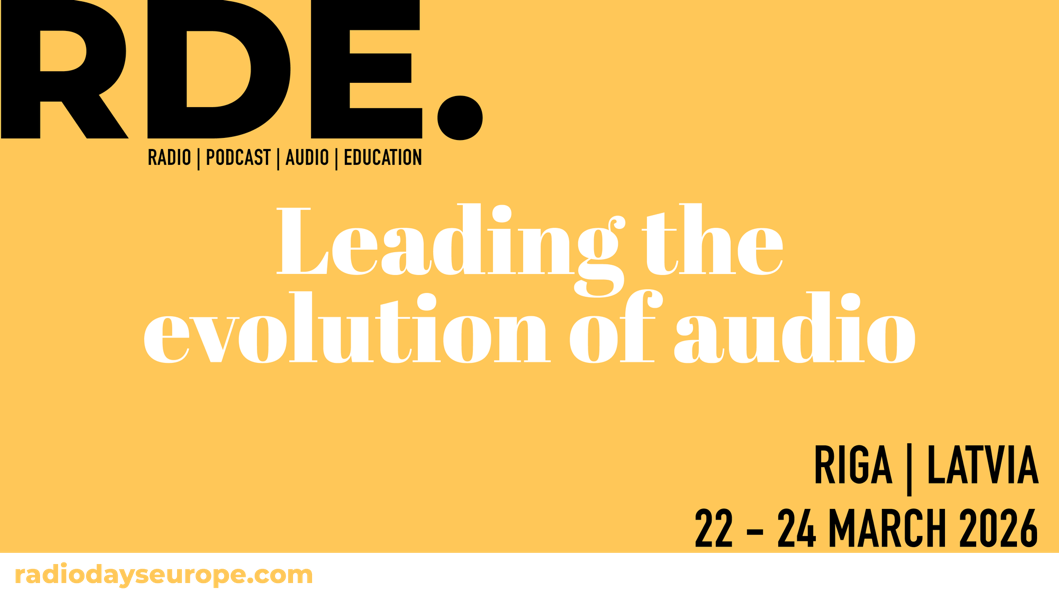 RDE.
RADIO | PODCAST | AUDIO | EDUCATION
Leading the
evolution of audio
RIGA | LATVIA
22 - 24 MARCH 2026
radiodayseurope.com